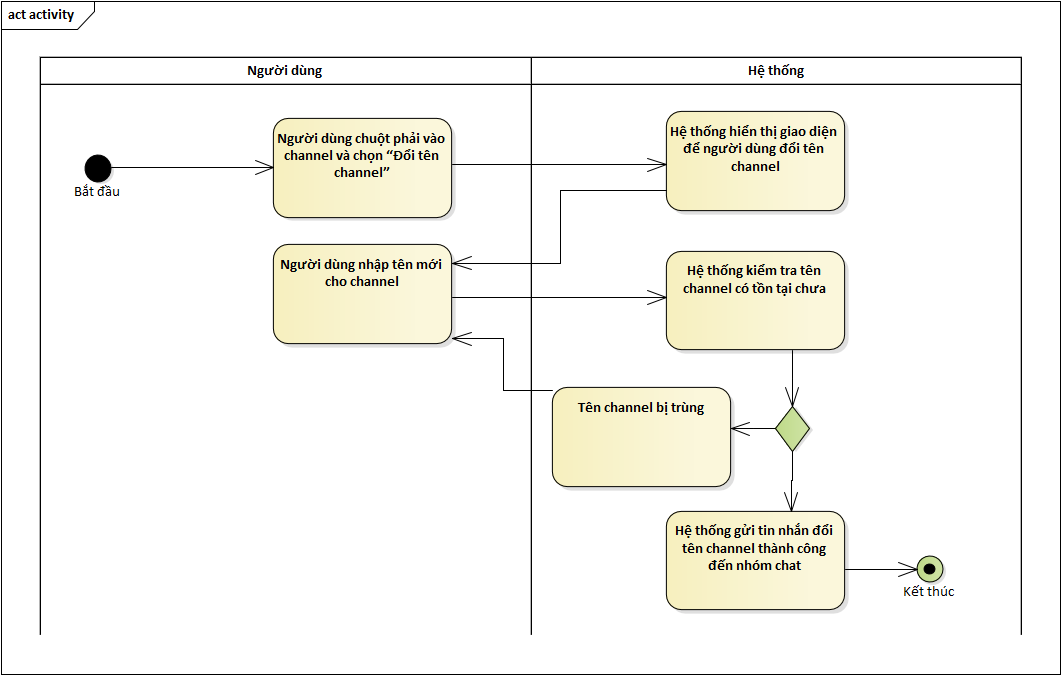 act activity
Người dùng
Hệ thống
Người dùng chuột phải vào
channel và chọn “Đổi tên
channel”
Hệ thống hiển thị giao diện
để người dùng đổi tên
channel
Bắt đầu
Người dùng nhập tên mới
cho channel
Hệ thống kiểm tra tên
channel có tồn tại chưa
Tên channel bị trùng
Hệ thống gửi tin nhắn đổi
tên channel thành công
đến nhóm chat
Kết thúc